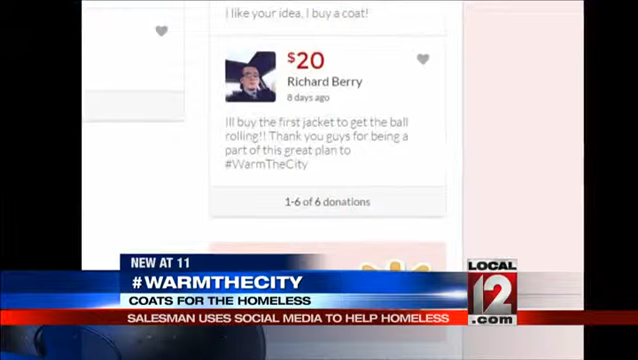 I like your idea, I buy a coat!
$20
Richard Berry
8 days ago
Ill buy the first jacket to get the ball
rolling!! Thank you guys for being a
part of this great plan to
#WarmTheCity
1-6 of 6 donations
NEW AT 11
#WARMTHECITY
COATS FOR THE HOMELESS
SALESMAN USES SOCIAL MEDIA TO HELP HOMELESS
LOCAL
12
.com